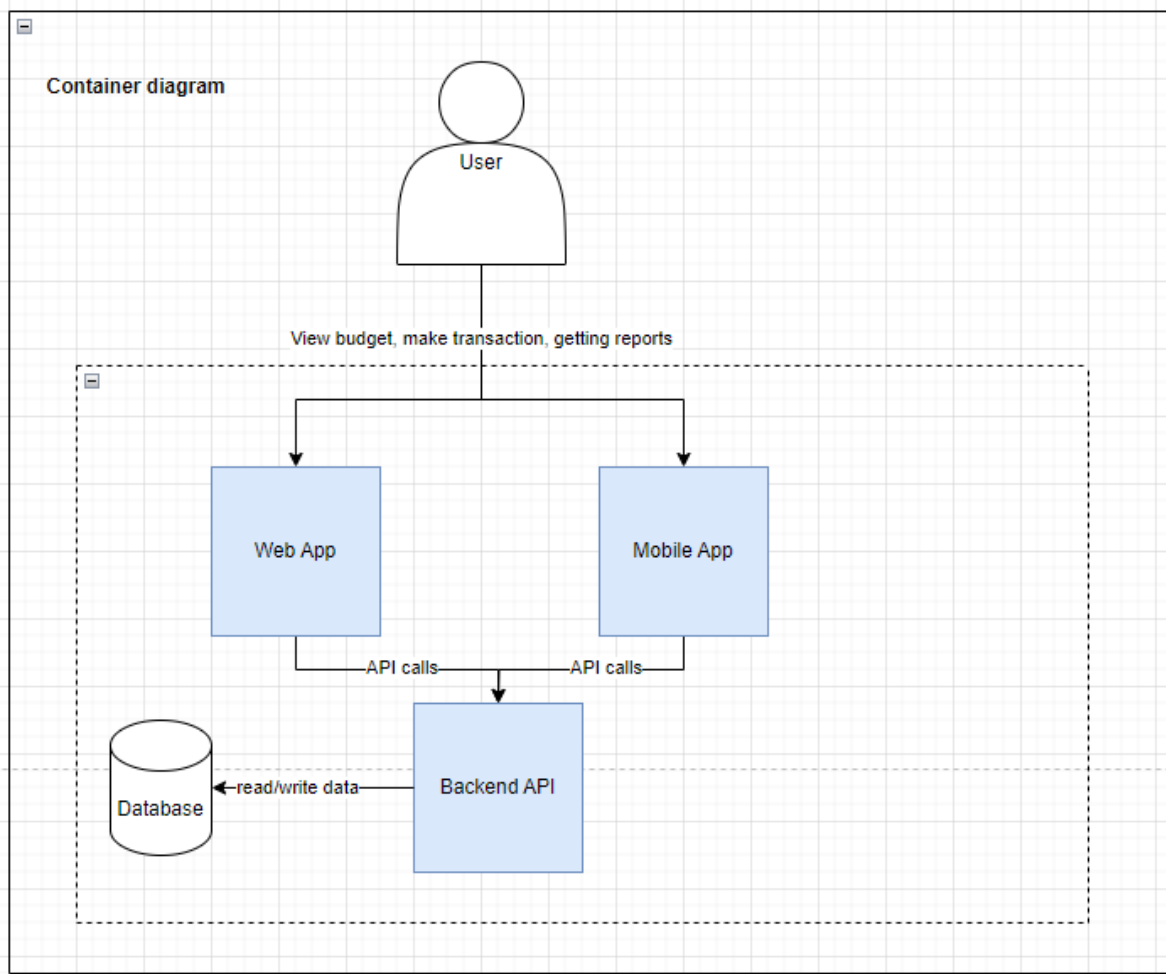 Container diagram
User
View budget, make transaction, getting reports
Web App
Mobile App
API calls
API calls
Database
read/write data
Backend API